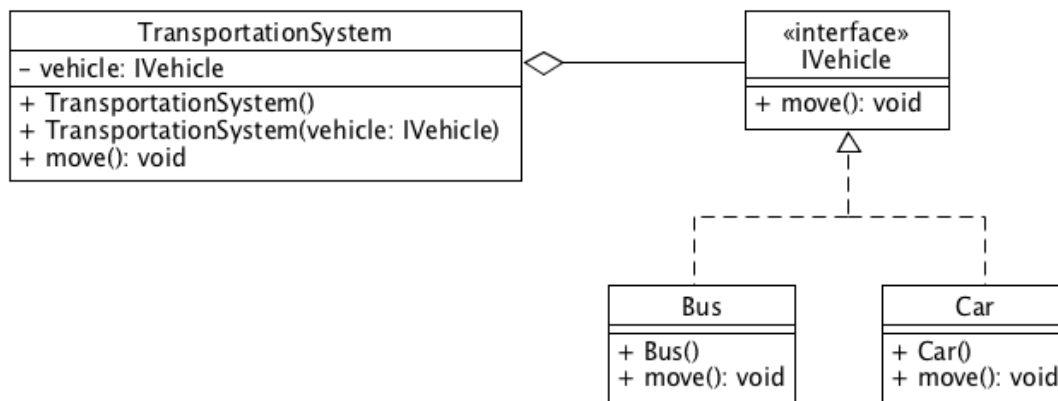 TransportationSystem
– vehicle: IVehicle
+ TransportationSystem()
+ TransportationSystem(vehicle: IVehicle)
+ move(): void
«interface»
IVehicle
+ move(): void
Bus
+ Bus()
+ move(): void
Car
+ Car()
+ move(): void